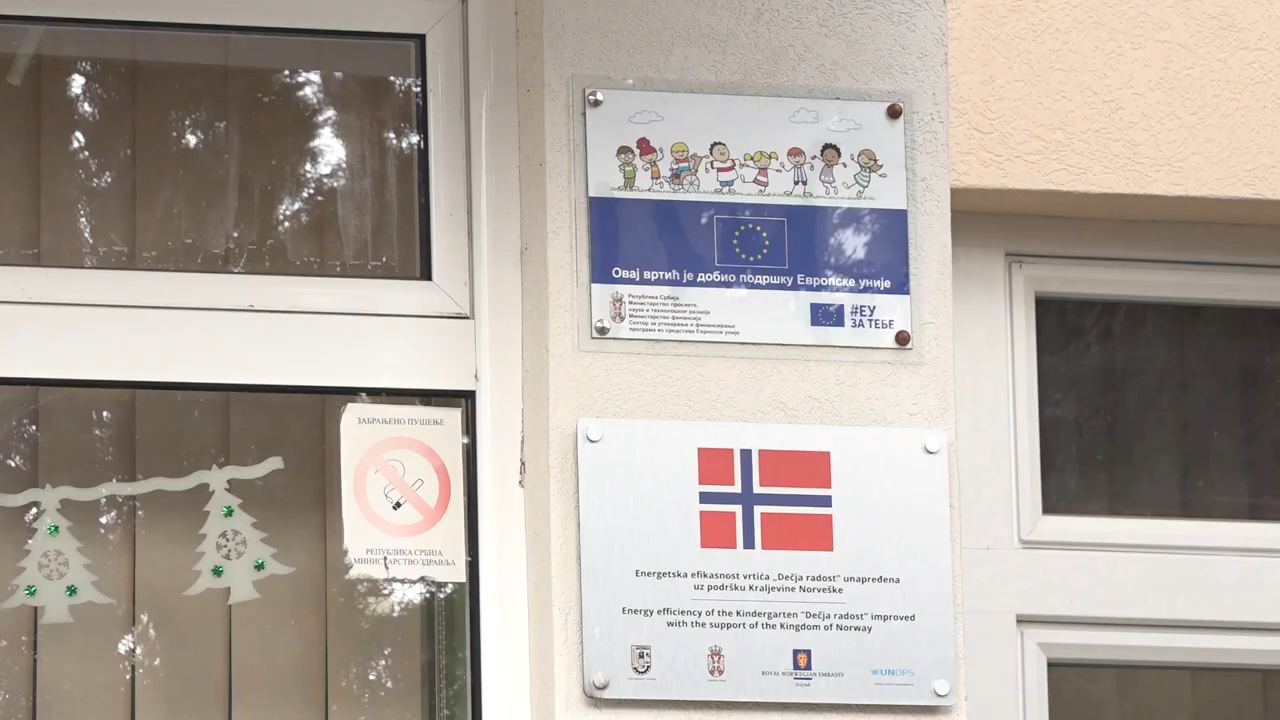 Овај вртић је добио подршку Европске уније
Република Србија
Министарство просвете,
науке и технолошког развоја
Министарство финансија
Сектор за уговарање и финансирање
програма из средстава Европске уније
#ЕУ
ЗА ТЕБЕ
ЗАБРАЊЕНО ПУШЕЊЕ
РЕПУБЛИКА СРБИЈА
МИНИСТАРСТВО ЗДРАВЉА
Energetska efikasnost vrtića „Dečja radost” unapređena
uz podršku Kraljevine Norveške
Energy efficiency of the Kindergarten "Dečja radost" improved
with the support of the Kingdom of Norway
ROYAL NORWEGIAN EMBASSY
UNOPS